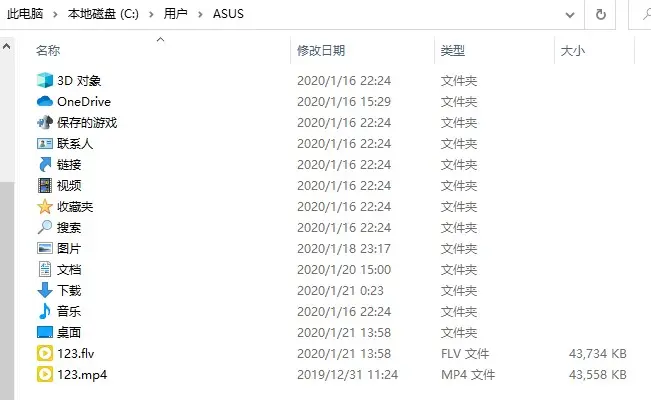 此电脑 > 本地磁盘 (C:) > 用户 > ASUS
名称 修改日期 类型 大小
3D 对象 2020/1/16 22:24 文件夹
OneDrive 2020/1/16 15:29 文件夹
保存的游戏 2020/1/16 22:24 文件夹
联系人 2020/1/16 22:24 文件夹
链接 2020/1/16 22:24 文件夹
视频 2020/1/16 22:24 文件夹
收藏夹 2020/1/16 22:24 文件夹
搜索 2020/1/16 22:24 文件夹
图片 2020/1/18 23:17 文件夹
文档 2020/1/20 15:00 文件夹
下载 2020/1/21 0:23 文件夹
音乐 2020/1/16 22:24 文件夹
桌面 2020/1/21 13:58 文件夹
123.flv 2020/1/21 13:58 FLV 文件 43,734 KB
123.mp4 2019/12/31 11:24 MP4 文件 43,558 KB